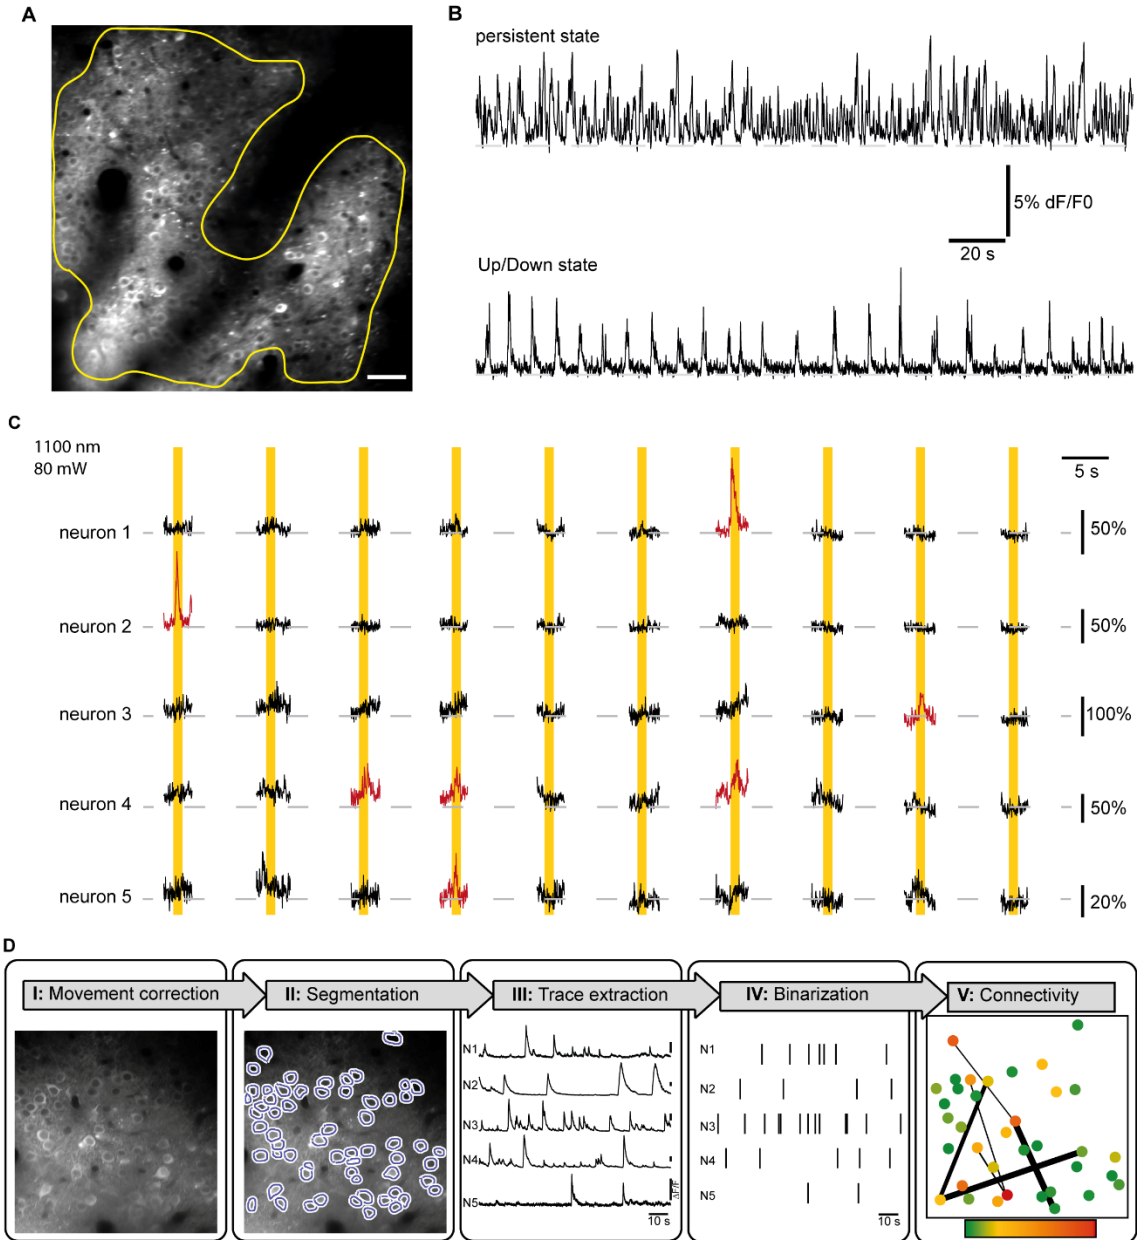 A
B
persistent state
5% dF/F0
20 s
Up/Down state
C
1100 nm
80 mW
5 s
neuron 1
50%
neuron 2
50%
neuron 3
100%
neuron 4
50%
neuron 5
20%
D
I: Movement correction
II: Segmentation
III: Trace extraction
IV: Binarization
V: Connectivity
N1
N2
N3
N4
N5
ΔF/F
10 s
N1
N2
N3
N4
N5
10 s